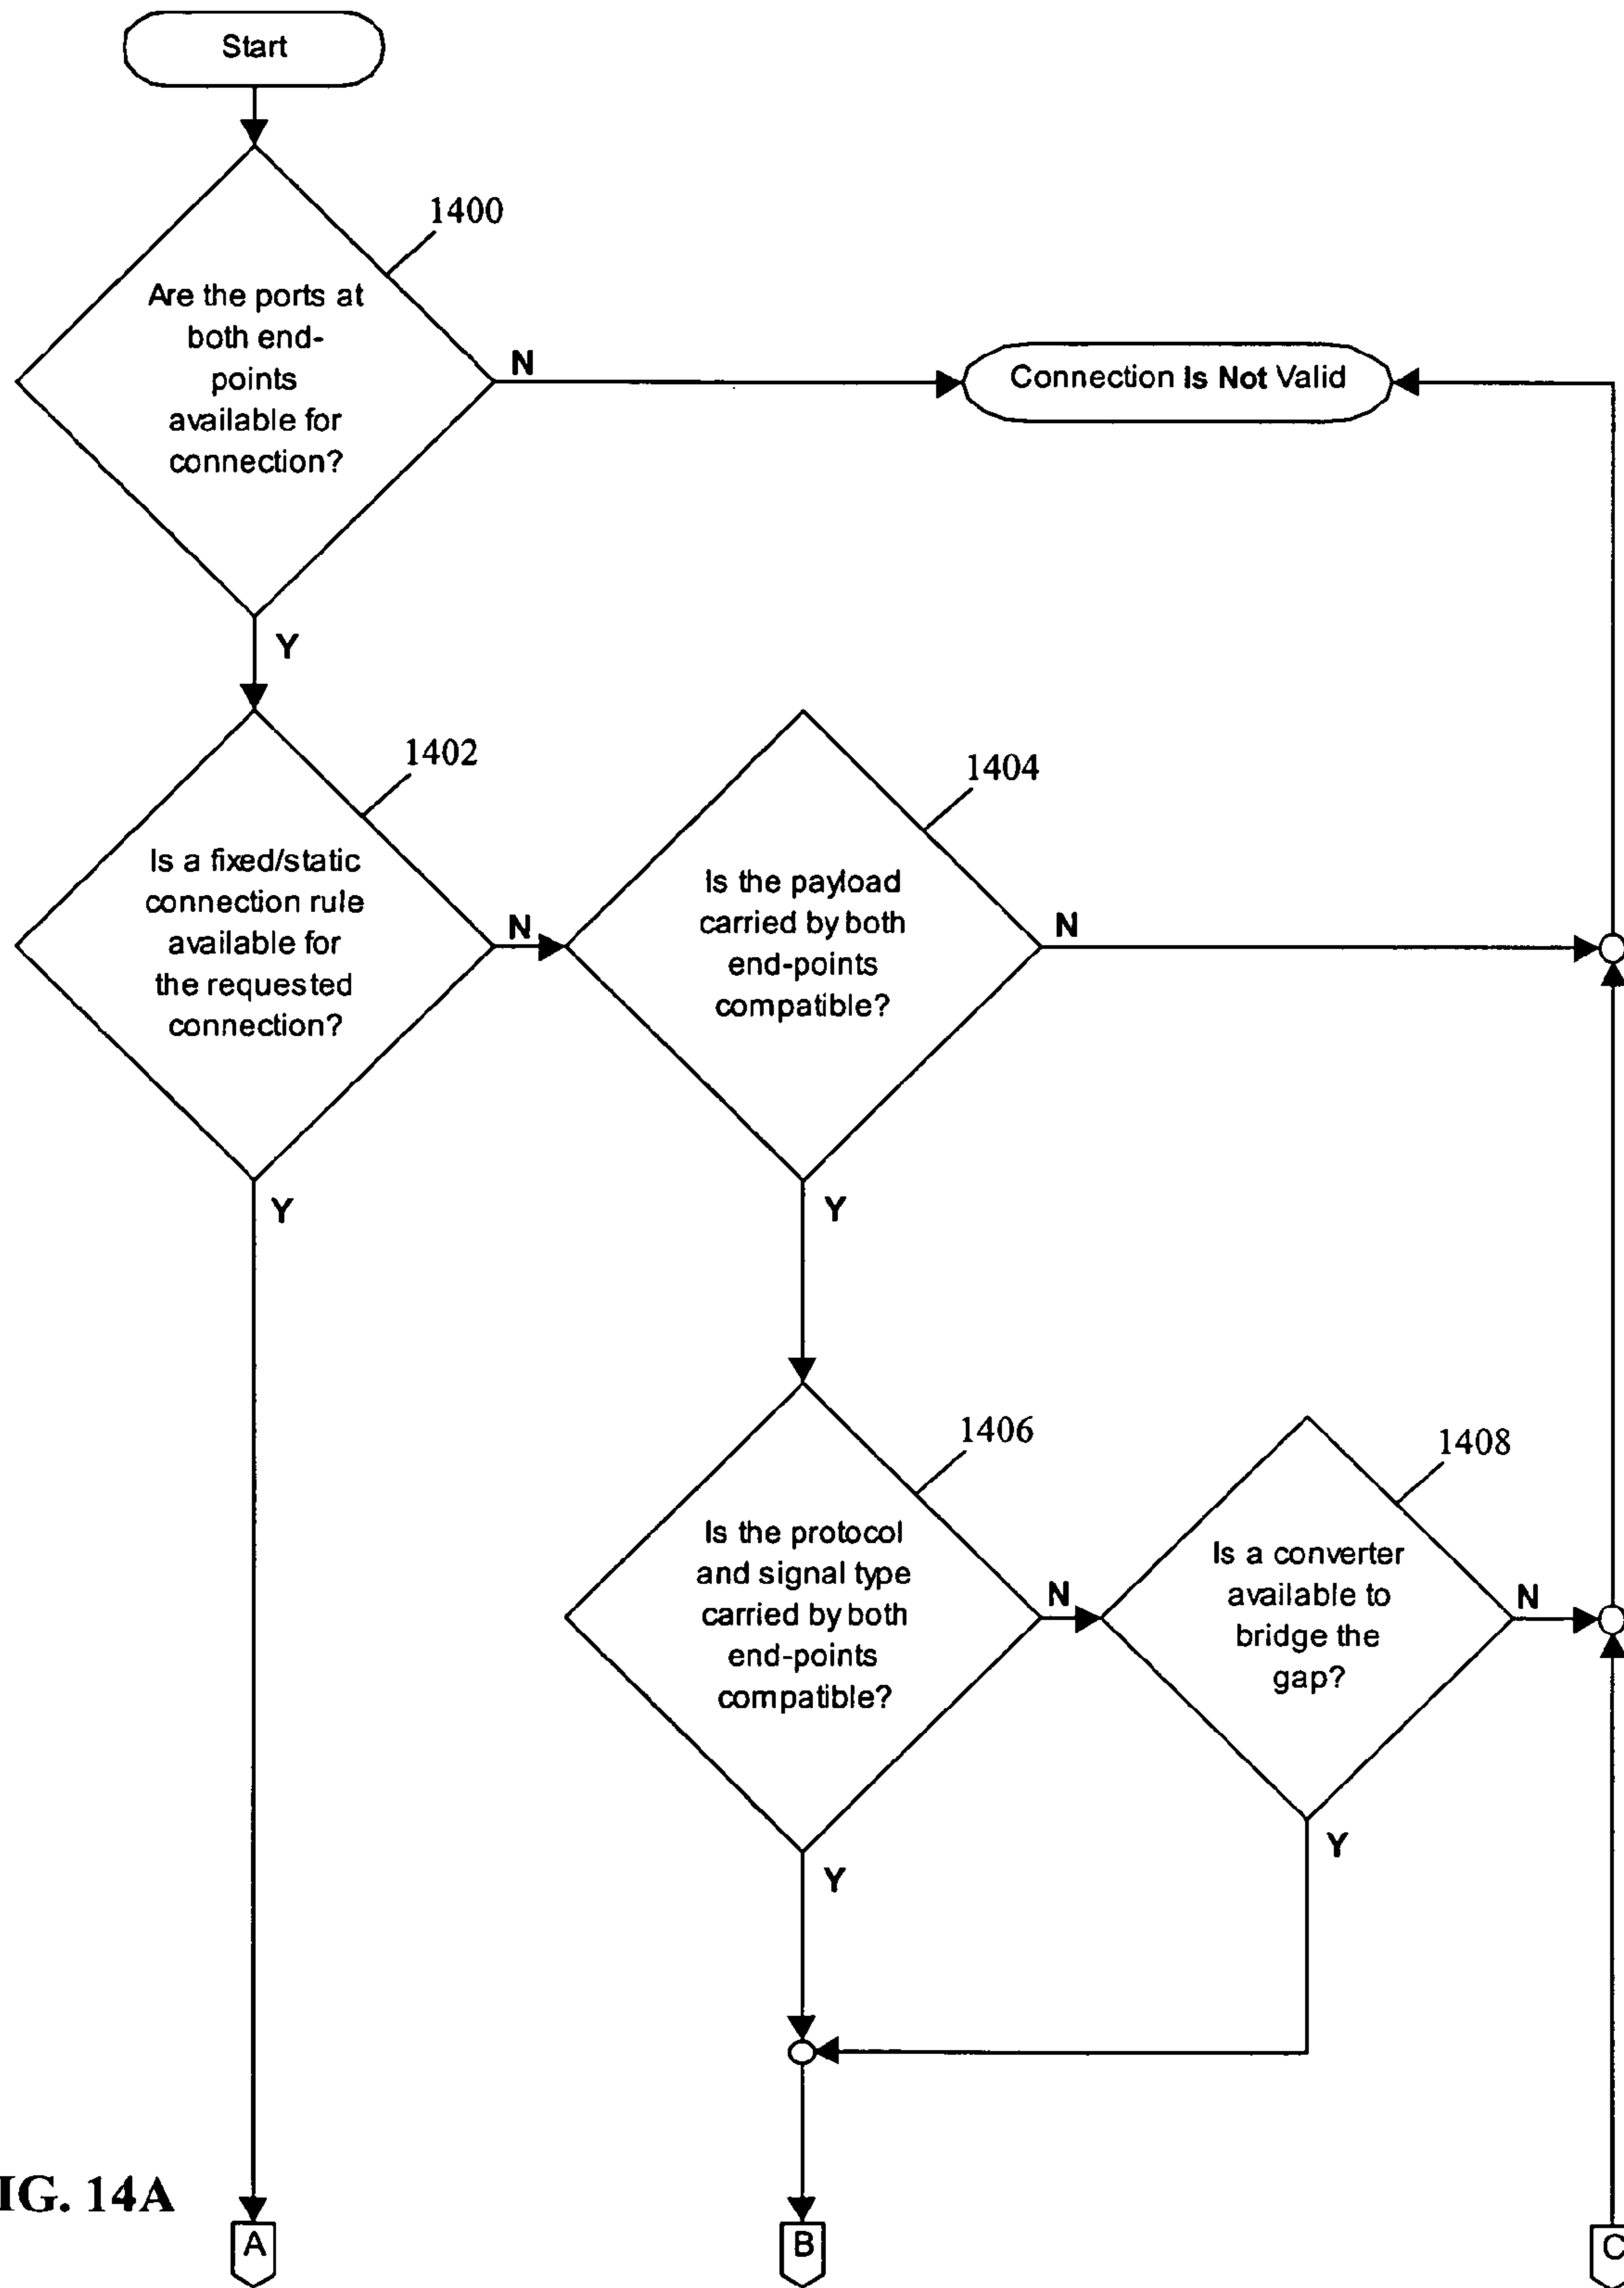 Start
1400
Are the ports at
both end-
points
available for
connection?
N
Connection Is Not Valid
Y
1402
Is a fixed/static
connection rule
available for
the requested
connection?
N
1404
Is the payload
carried by both
end-points
compatible?
N
Y
Y
1406
Is the protocol
and signal type
carried by both
end-points
compatible?
N
1408
Is a converter
available to
bridge the
gap?
N
Y
Y
IG. 14A
A
B
C